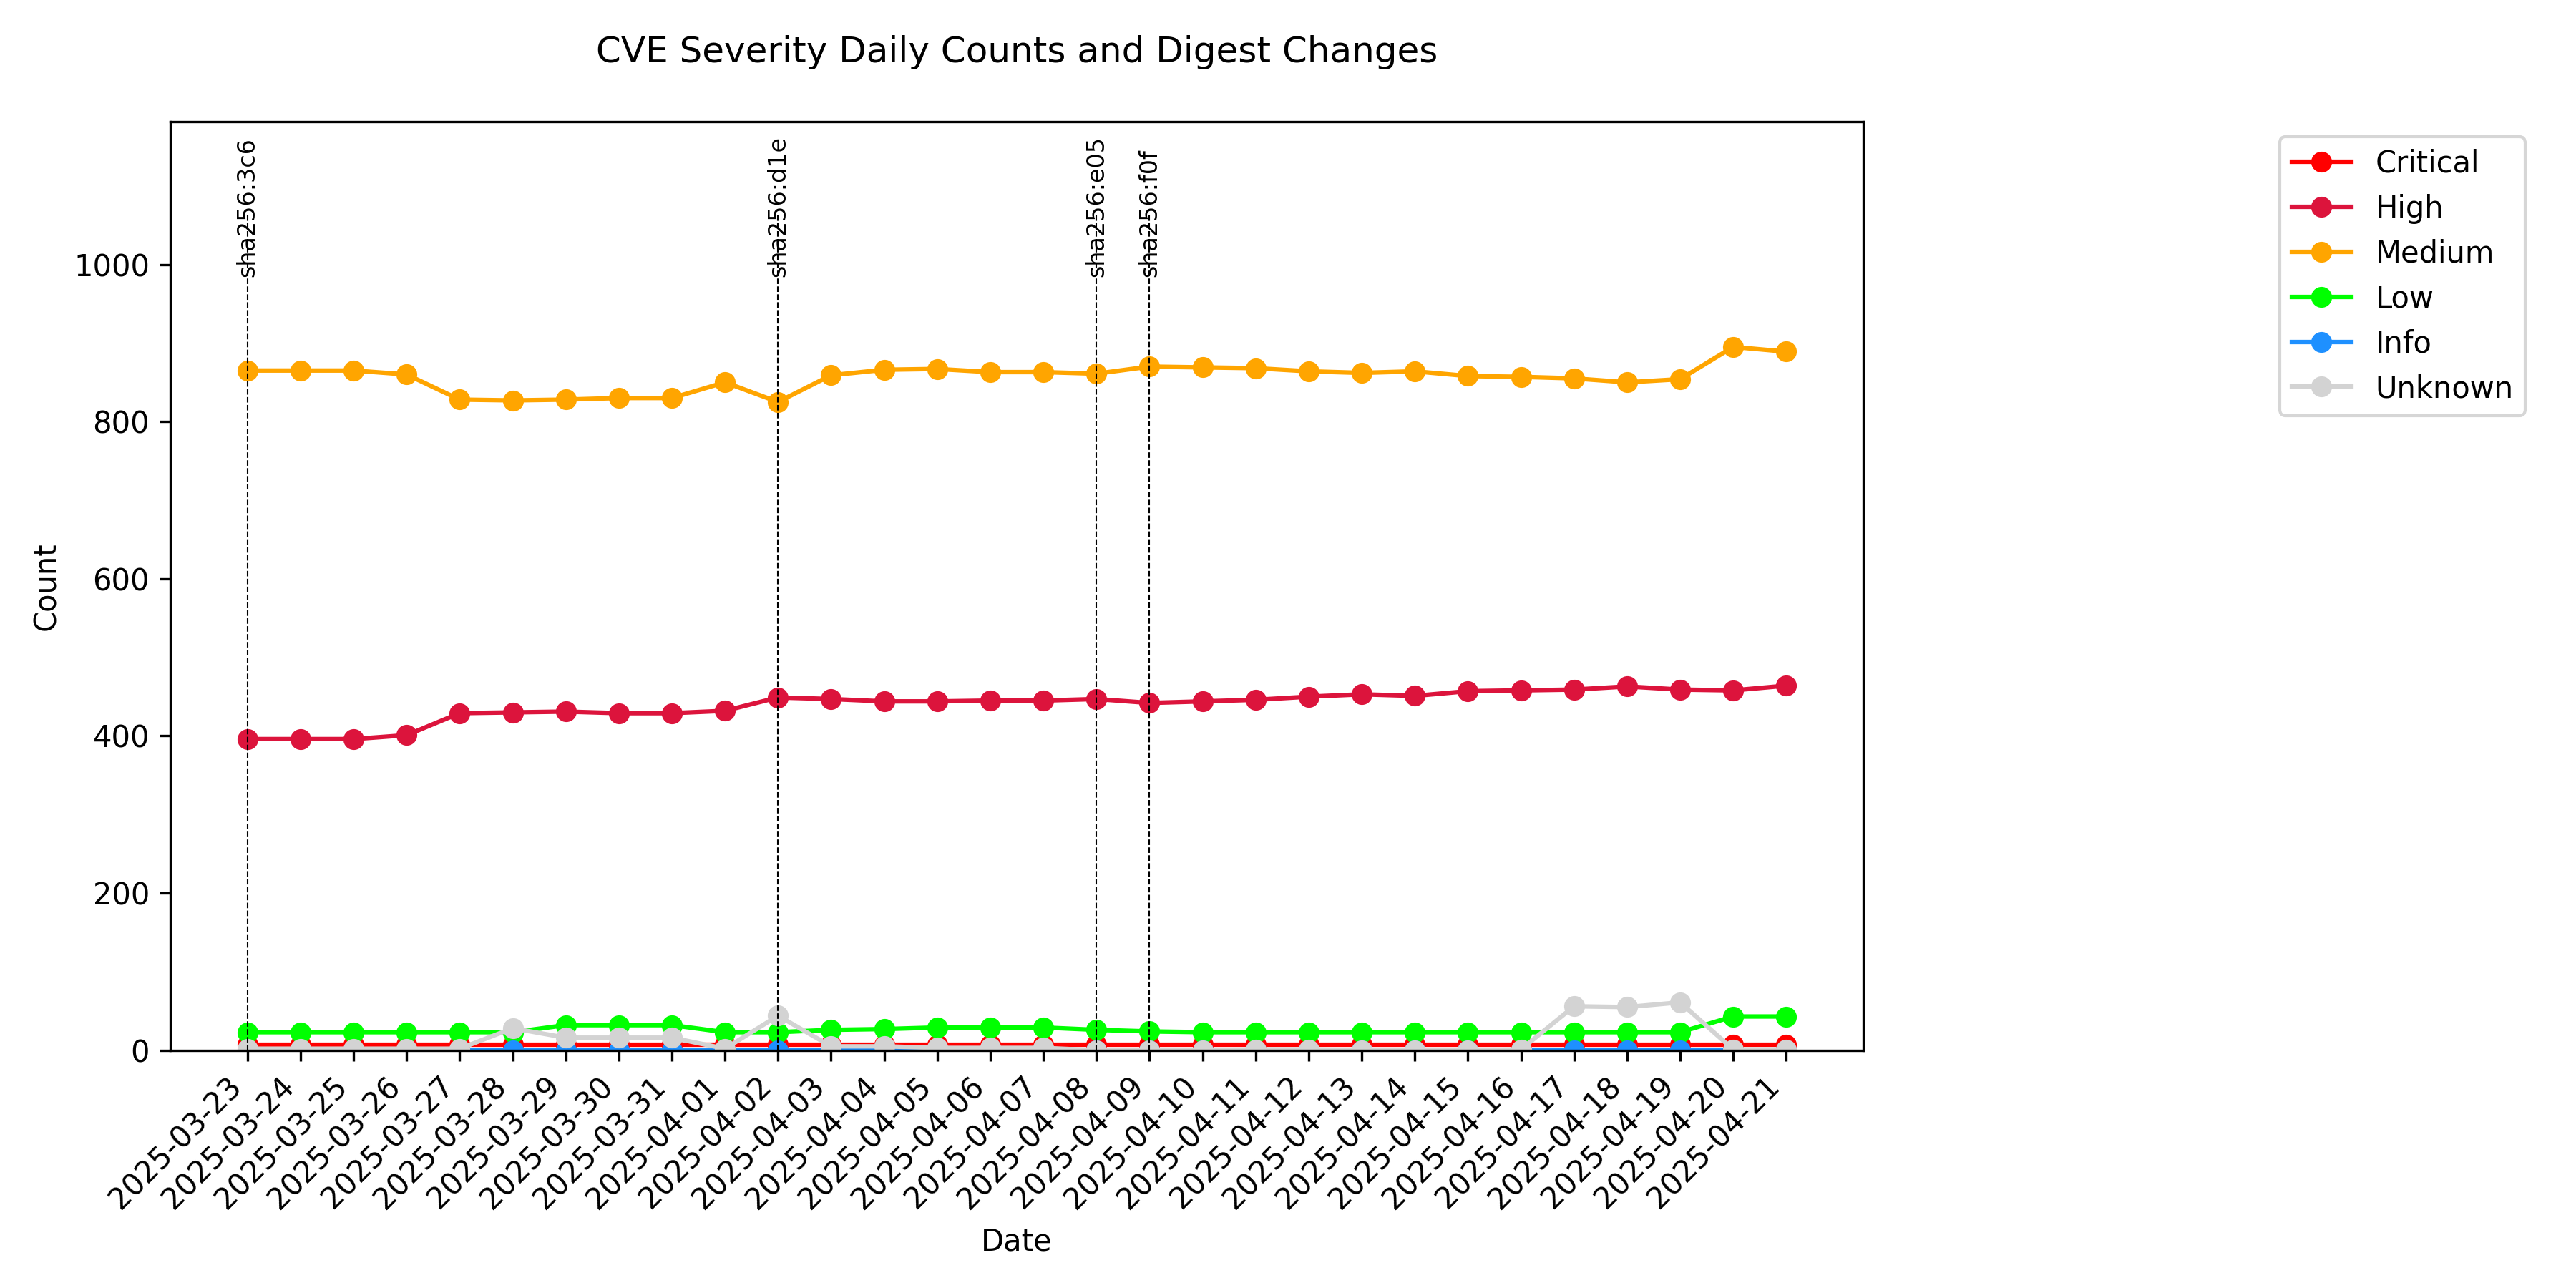 CVE Severity Daily Counts and Digest Changes
sha256:3c6
sha256:d1e
sha256:e05
sha256:f0f
Critical
High
Medium
Low
Info
Unknown
Count
1000
800
600
400
200
0
2025-03-23
2025-03-24
2025-03-25
2025-03-26
2025-03-27
2025-03-28
2025-03-29
2025-03-30
2025-03-31
2025-04-01
2025-04-02
2025-04-03
2025-04-04
2025-04-05
2025-04-06
2025-04-07
2025-04-08
2025-04-09
2025-04-10
2025-04-11
2025-04-12
2025-04-13
2025-04-14
2025-04-15
2025-04-16
2025-04-17
2025-04-18
2025-04-19
2025-04-20
2025-04-21
Date